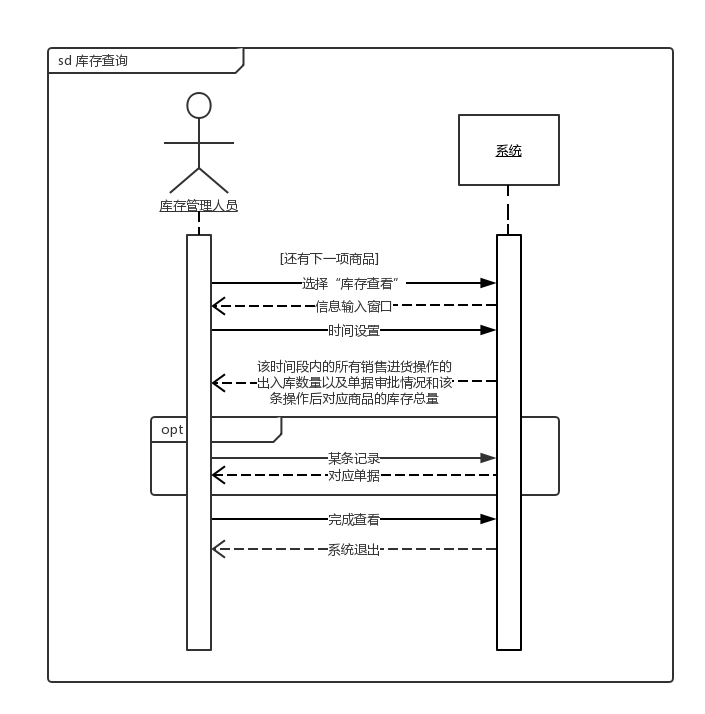 sd 库存查询
系统
库存管理人员
[还有下一项商品]
选择“库存查看”
信息输入窗口
时间设置
该时间段内的所有销售进货操作的
出入库数量以及单据审批情况和该
条操作后对应商品的库存总量
opt
某条记录
对应单据
完成查看
系统退出